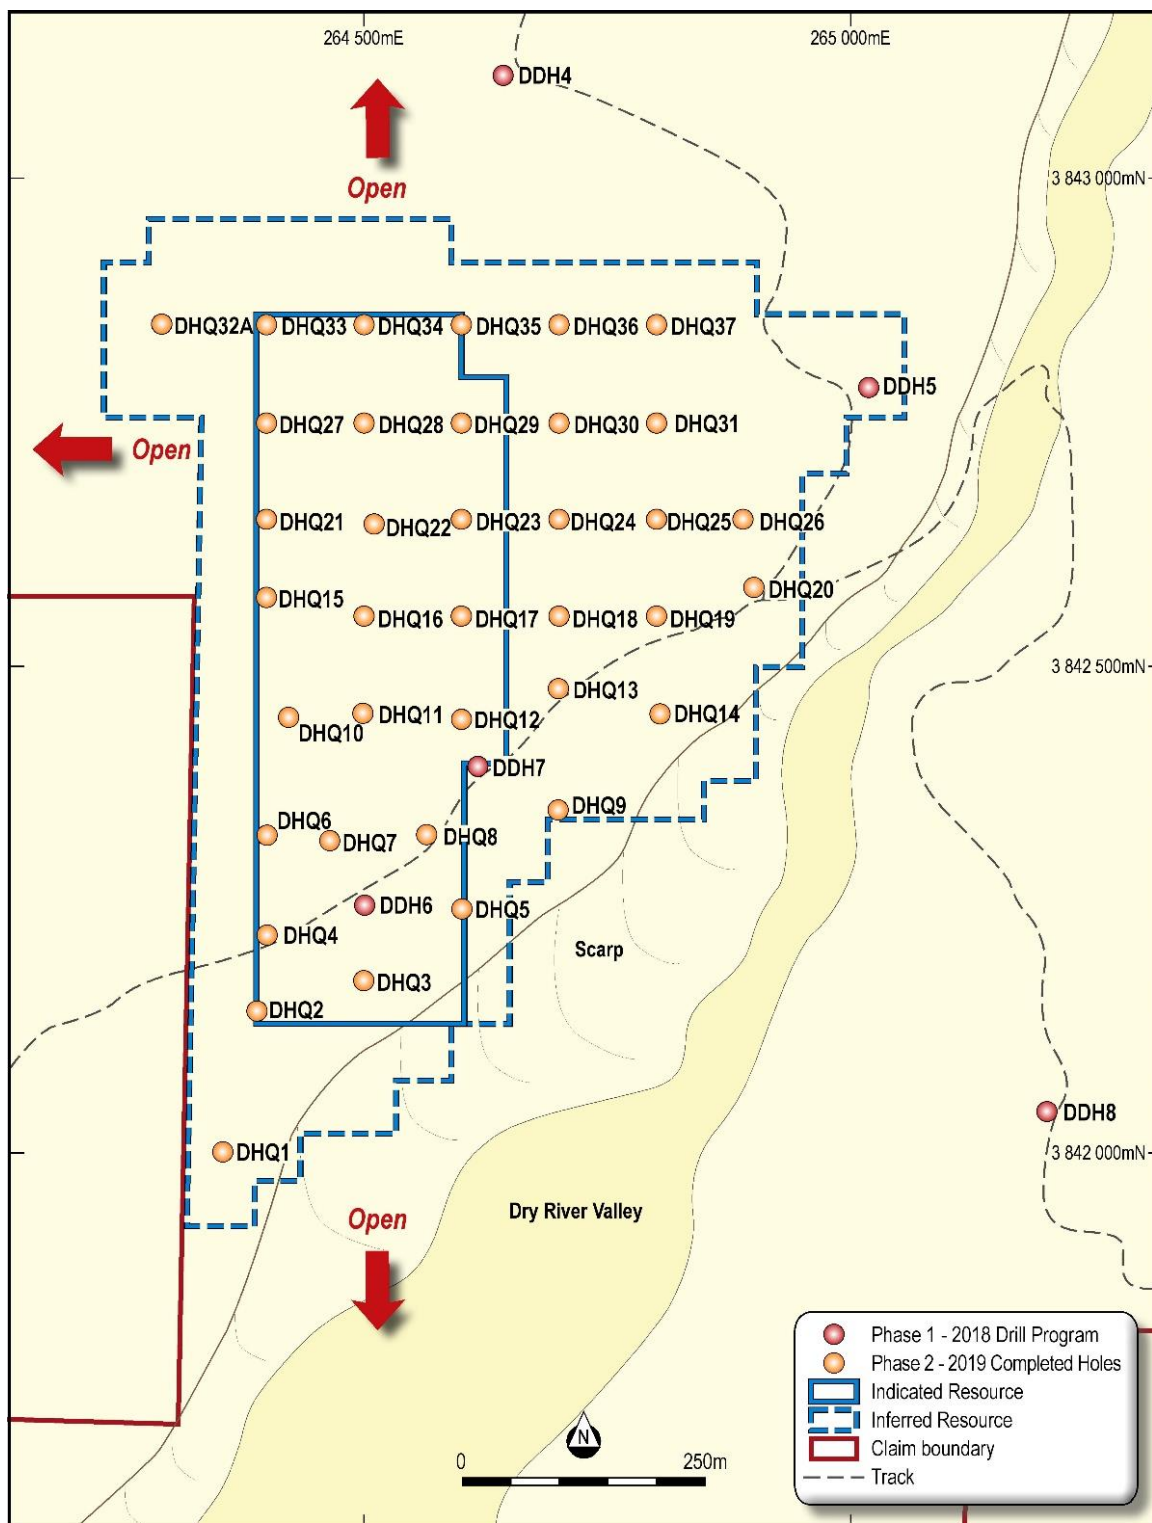 264 500mE
265 000mE
DDH4
Open
3 843 000mN
DHQ32A
DHQ33
DHQ34
DHQ35
DHQ36
DHQ37
DDH5
Open
DHQ27
DHQ28
DHQ29
DHQ30
DHQ31
DHQ21
DHQ22
DHQ23
DHQ24
DHQ25
DHQ26
DHQ15
DHQ16
DHQ17
DHQ18
DHQ19
DHQ20
3 842 500mN
DHQ10
DHQ11
DHQ12
DHQ13
DHQ14
DDH7
DHQ6
DHQ7
DHQ8
DHQ9
DDH6
DHQ5
DHQ4
DHQ3
DHQ2
Scarp
DDH8
DHQ1
3 842 000mN
Dry River Valley
Open
N
0
250m
Phase 1 - 2018 Drill Program
Phase 2 - 2019 Completed Holes
Indicated Resource
Inferred Resource
Claim boundary
Track